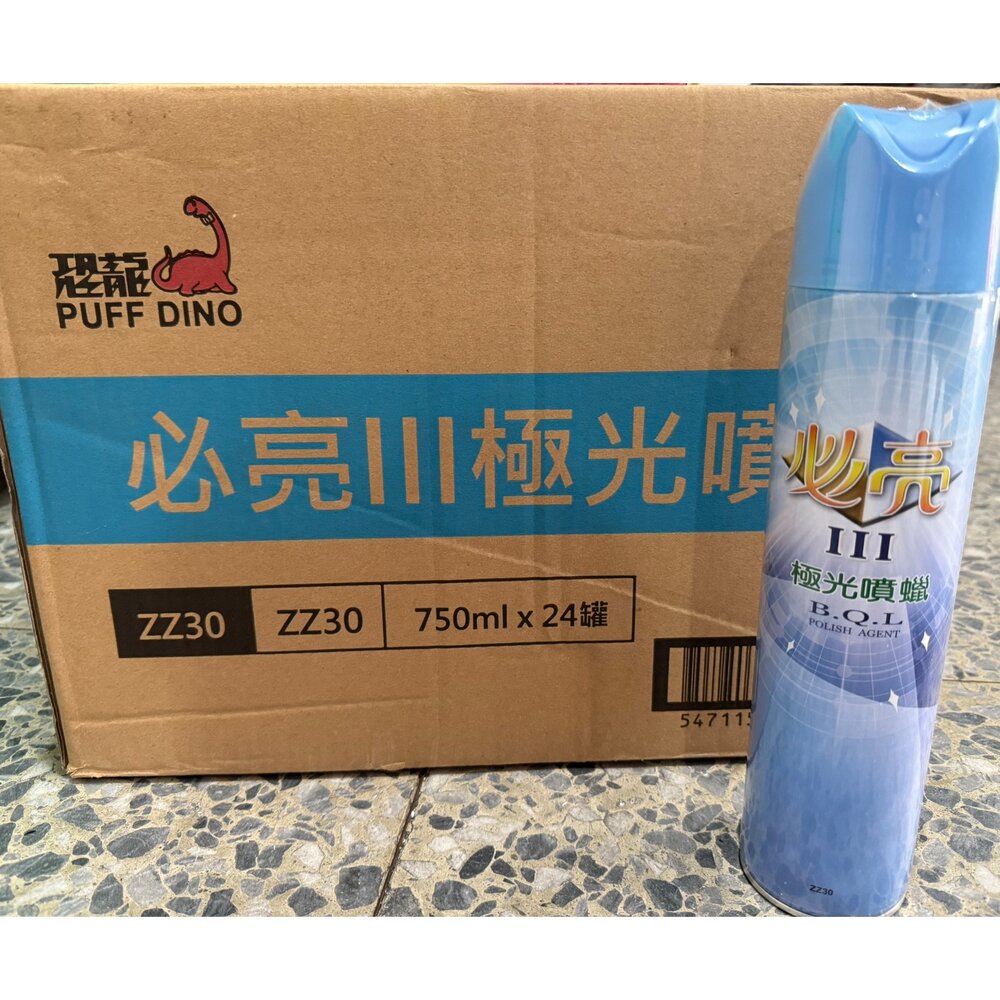 恐龍
PUFF DINO
必亮III極光噴
ZZ30 ZZ30 750ml x 24罐
547115
必亮
III
極光噴蠟
B.Q.L
POLISH AGENT
ZZ30